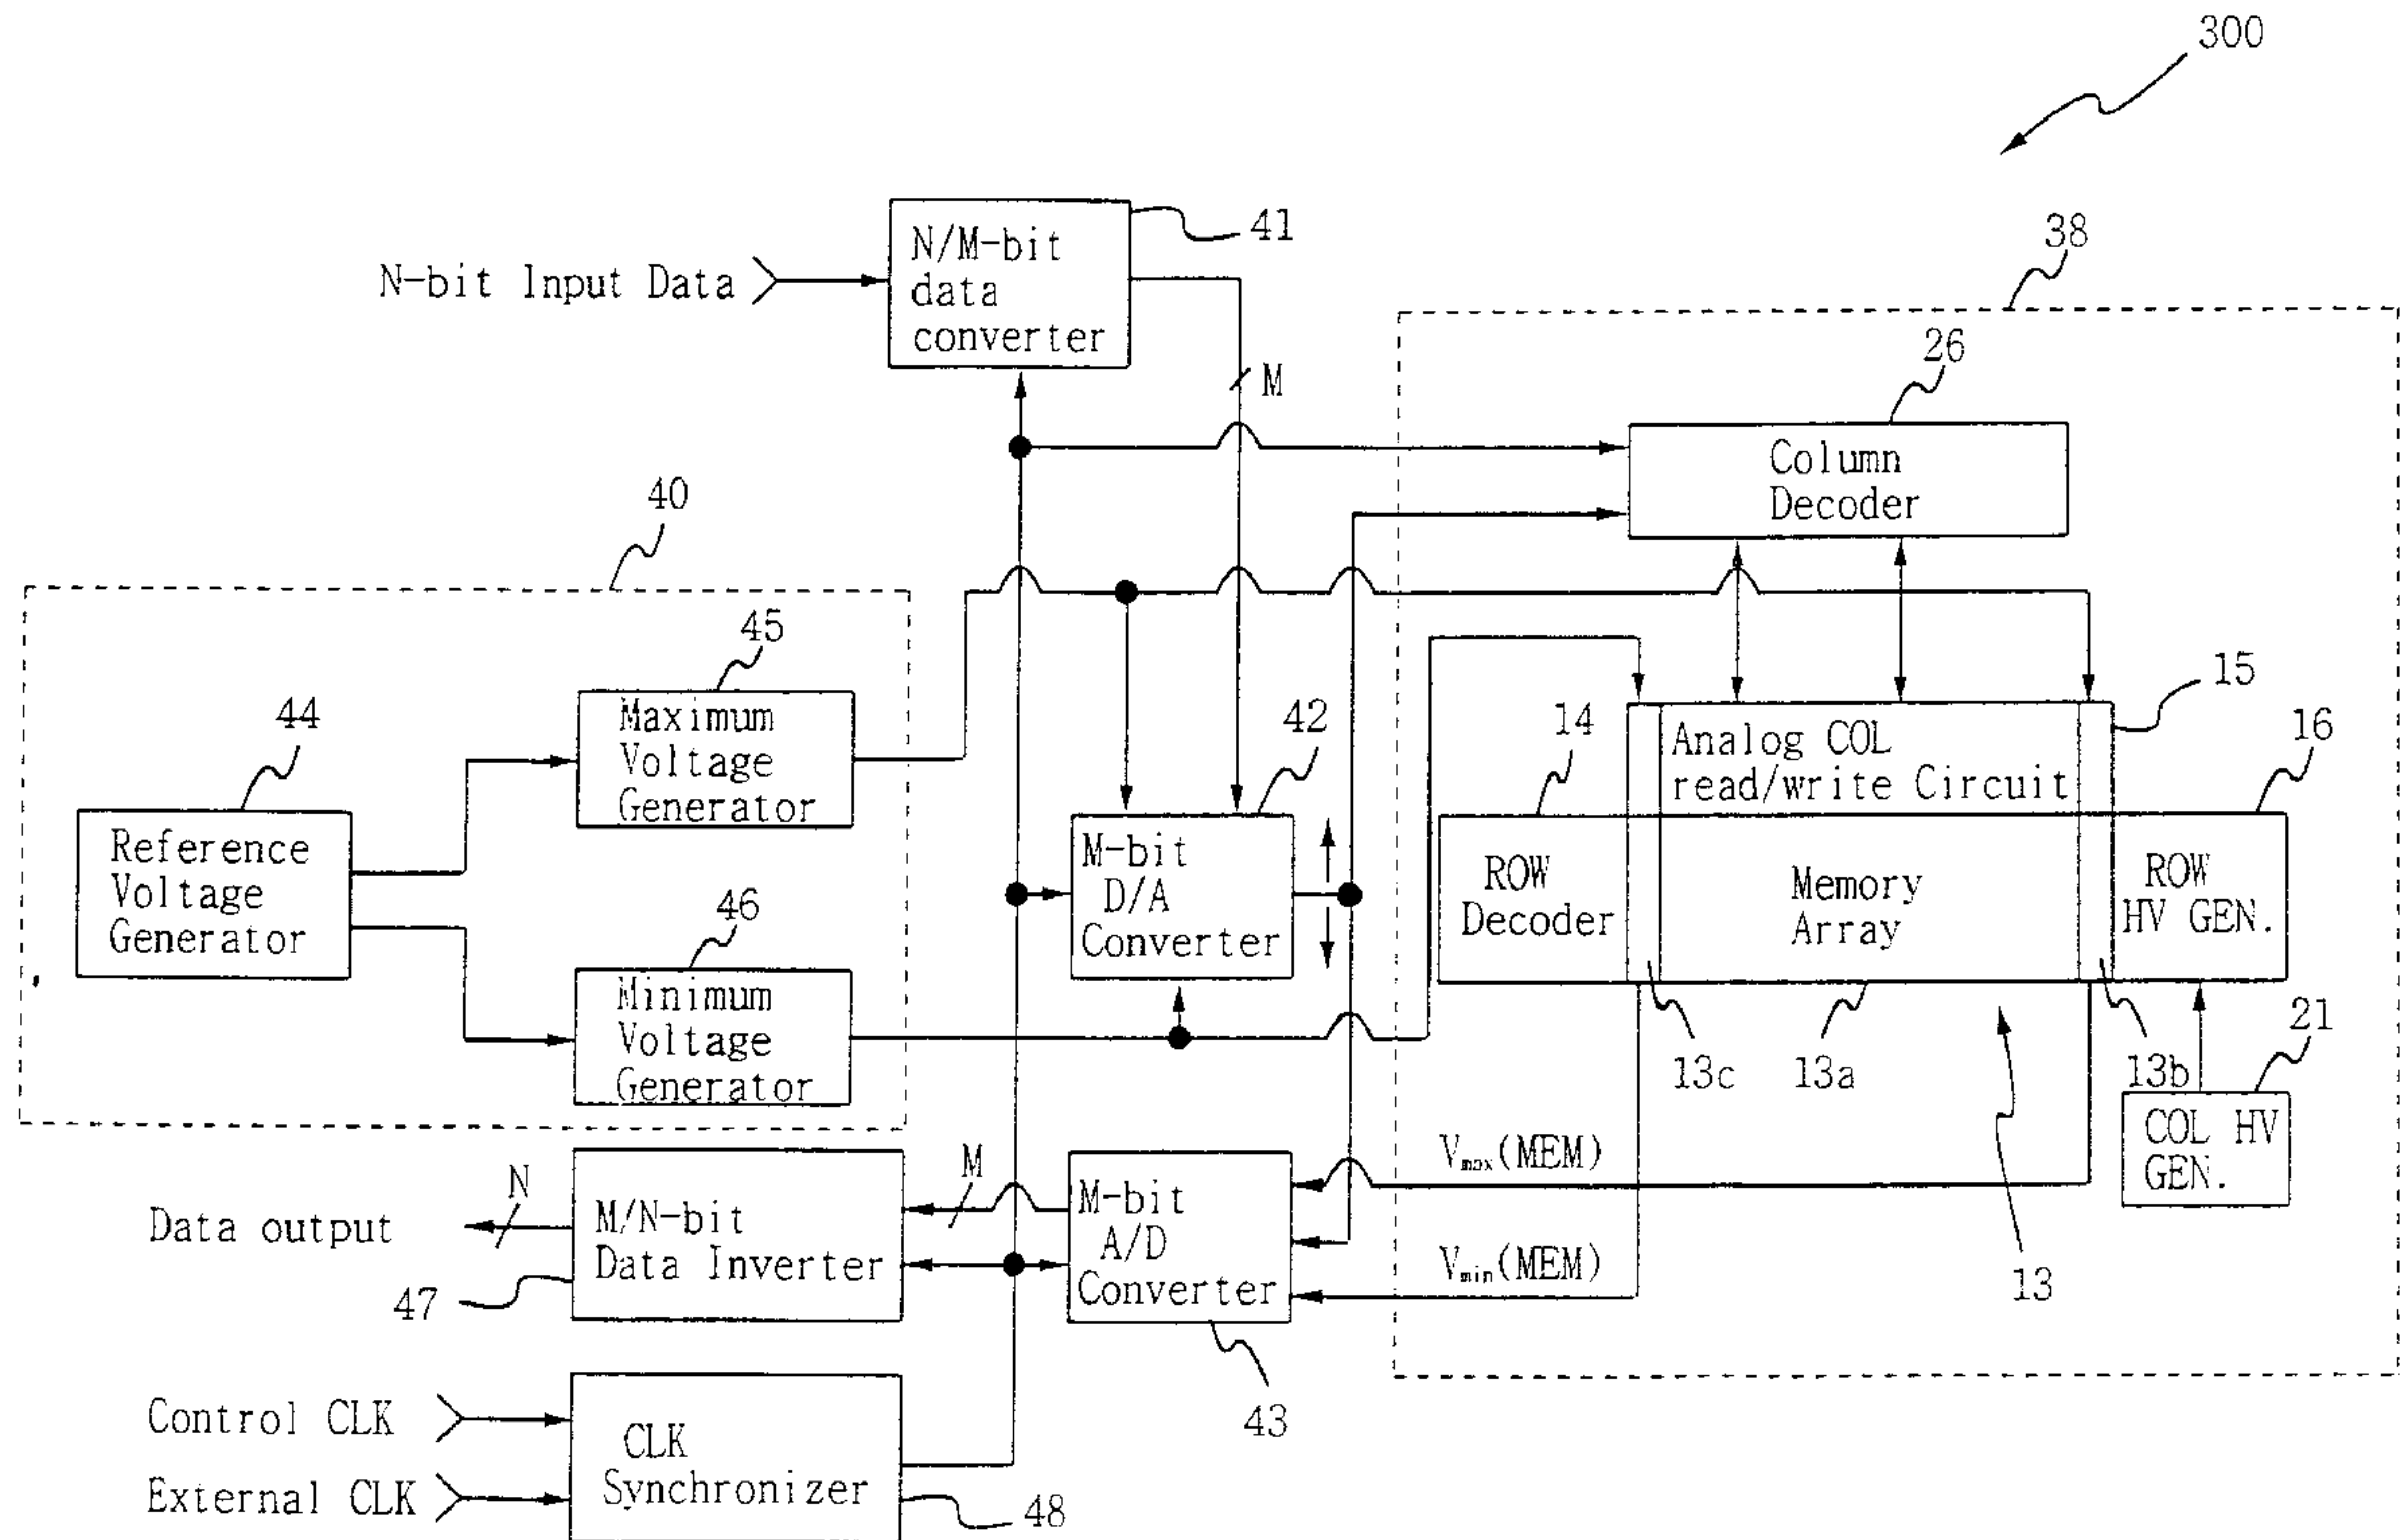 300
N/M-bit
data
converter
41
N-bit Input Data
M
38
26
Column
Decoder
40
45
Maximum
Voltage
Generator
44
Reference
Voltage
Generator
46
Minimum
Voltage
Generator
42
M-bit
D/A
Converter
14
ROW
Decoder
15
Analog COL
read/write Circuit
16
Memory
Array
ROW
HV GEN.
13c
13a
13b
21
COL HV
GEN.
13
Vmax(MEM)
Vmin(MEM)
M-bit
A/D
Converter
43
M
M/N-bit
Data Inverter
47
N
Data output
Control CLK
External CLK
CLK
Synchronizer
48